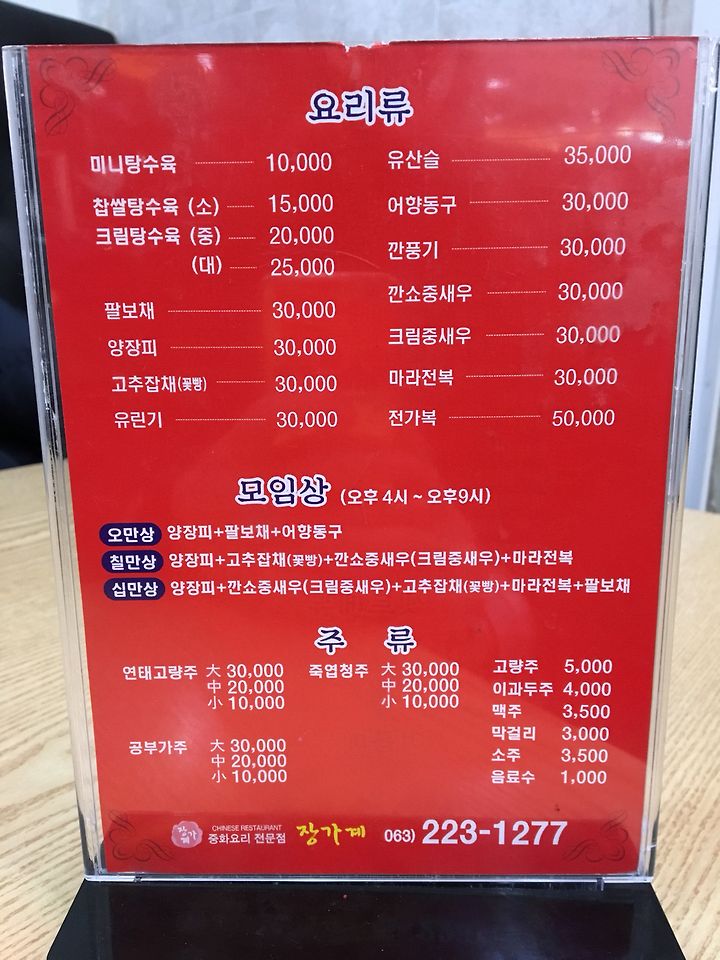 요리류
미니탕수육 10,000
찹쌀탕수육 (소) 15,000
크림탕수육 (중) 20,000
(대) 25,000
팔보채 30,000
양장피 30,000
고추잡채(꽃빵) 30,000
유린기 30,000
유산슬 35,000
어향동구 30,000
깐풍기 30,000
깐쇼중새우 30,000
크림중새우 30,000
마라전복 30,000
전가복 50,000
모임상 (오후 4시 ~ 오후9시)
오만상 양장피+팔보채+어향동구
칠만상 양장피+고추잡채(꽃빵)+깐쇼중새우(크림중새우)+마라전복
십만상 양장피+깐쇼중새우(크림중새우)+고추잡채(꽃빵)+마라전복+팔보채
주 류
연태고량주 大 30,000
中 20,000
小 10,000
공부가주 大 30,000
中 20,000
小 10,000
죽엽청주 大 30,000
中 20,000
小 10,000
고량주 5,000
이과두주 4,000
맥주 3,500
막걸리 3,000
소주 3,500
음료수 1,000
장가계
CHINESE RESTAURANT
중화요리 전문점
장가계 063) 223-1277